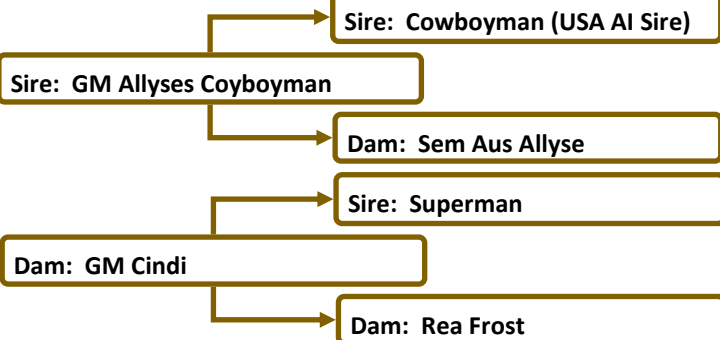 Sire: Cowboyman (USA AI Sire)
Sire: GM Allyses Coyboyman
Dam: Sem Aus Allyse
Sire: Superman
Dam: GM Cindi
Dam: Rea Frost